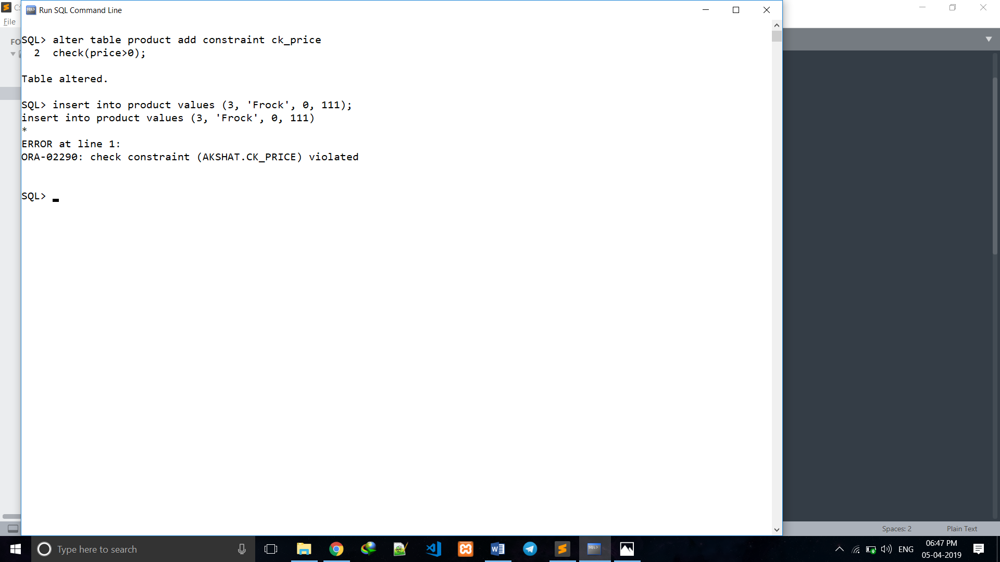 Run SQL Command Line
C:
File
FO
SQL> alter table product add constraint ck_price
  2  check(price>0);
Table altered.
SQL> insert into product values (3, 'Frock', 0, 111);
insert into product values (3, 'Frock', 0, 111)
*
ERROR at line 1:
ORA-02290: check constraint (AKSHAT.CK_PRICE) violated
SQL>
Spaces: 2
Plain Text
Type here to search
ENG
06:47 PM
05-04-2019